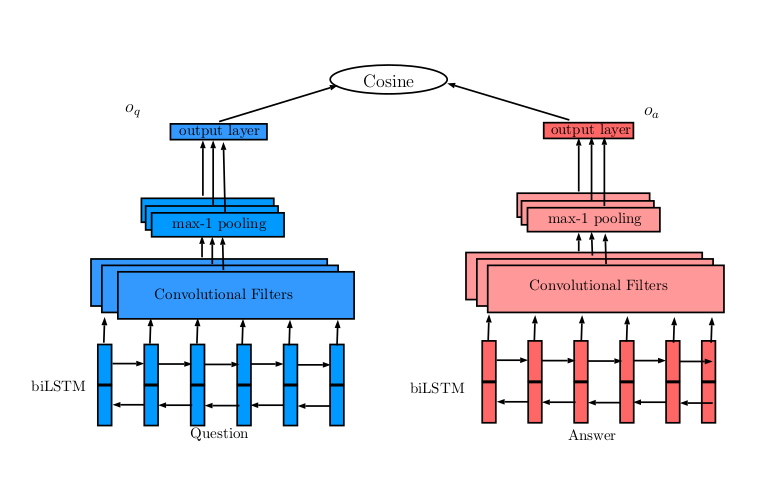 Cosine
o_q
o_a
output layer
output layer
max-1 pooling
max-1 pooling
Convolutional Filters
Convolutional Filters
biLSTM
biLSTM
Question
Answer